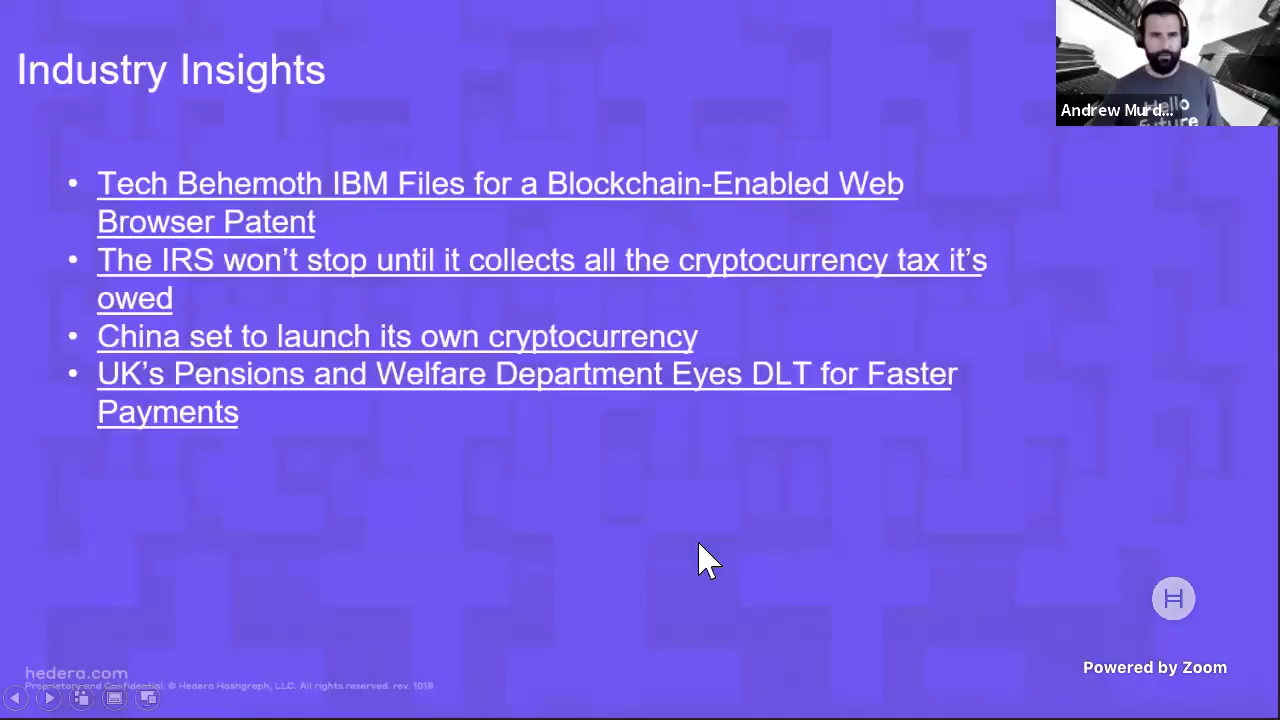 Industry Insights
Andrew Murd...
Hello
future
• Tech Behemoth IBM Files for a Blockchain-Enabled Web
Browser Patent
• The IRS won’t stop until it collects all the cryptocurrency tax it’s
owed
• China set to launch its own cryptocurrency
• UK’s Pensions and Welfare Department Eyes DLT for Faster
Payments
H
Powered by Zoom
hedera.com
Proprietary and Confidential. © Hedera Hashgraph, LLC. All rights reserved. rev. 1018